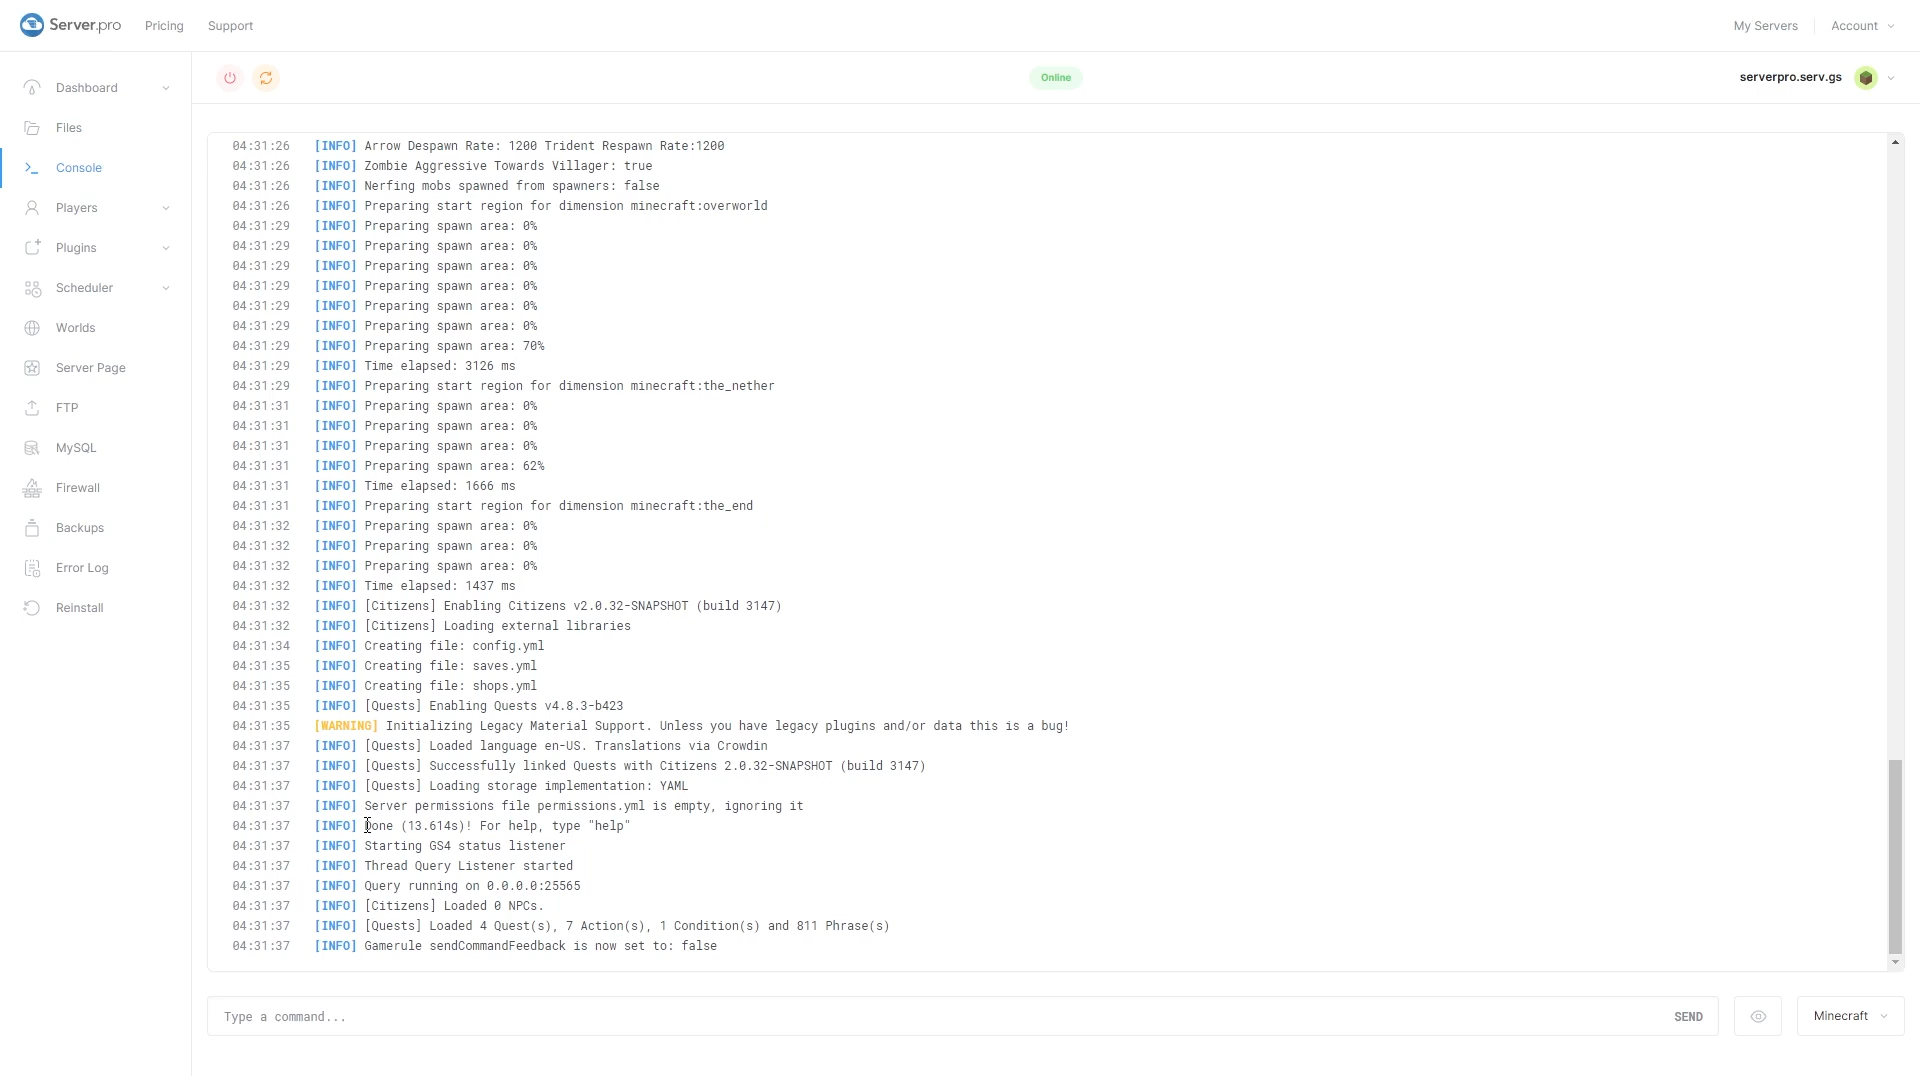 Server.pro
Pricing
Support
My Servers
Account
Dashboard
Files
Console
Players
Plugins
Scheduler
Worlds
Server Page
FTP
MySQL
Firewall
Backups
Error Log
Reinstall
Online
serverpro.serv.gs
04:31:26 [INFO] Arrow Despawn Rate: 1200 Trident Respawn Rate:1200
04:31:26 [INFO] Zombie Aggressive Towards Villager: true
04:31:26 [INFO] Nerfing mobs spawned from spawners: false
04:31:26 [INFO] Preparing start region for dimension minecraft:overworld
04:31:29 [INFO] Preparing spawn area: 0%
04:31:29 [INFO] Preparing spawn area: 0%
04:31:29 [INFO] Preparing spawn area: 0%
04:31:29 [INFO] Preparing spawn area: 0%
04:31:29 [INFO] Preparing spawn area: 0%
04:31:29 [INFO] Preparing spawn area: 0%
04:31:29 [INFO] Preparing spawn area: 70%
04:31:29 [INFO] Time elapsed: 3126 ms
04:31:29 [INFO] Preparing start region for dimension minecraft:the_nether
04:31:31 [INFO] Preparing spawn area: 0%
04:31:31 [INFO] Preparing spawn area: 0%
04:31:31 [INFO] Preparing spawn area: 0%
04:31:31 [INFO] Preparing spawn area: 62%
04:31:31 [INFO] Time elapsed: 1666 ms
04:31:31 [INFO] Preparing start region for dimension minecraft:the_end
04:31:32 [INFO] Preparing spawn area: 0%
04:31:32 [INFO] Preparing spawn area: 0%
04:31:32 [INFO] Preparing spawn area: 0%
04:31:32 [INFO] Time elapsed: 1437 ms
04:31:32 [INFO] [Citizens] Enabling Citizens v2.0.32-SNAPSHOT (build 3147)
04:31:32 [INFO] [Citizens] Loading external libraries
04:31:34 [INFO] Creating file: config.yml
04:31:35 [INFO] Creating file: saves.yml
04:31:35 [INFO] Creating file: shops.yml
04:31:35 [INFO] [Quests] Enabling Quests v4.8.3-b423
04:31:35 [WARNING] Initializing Legacy Material Support. Unless you have legacy plugins and/or data this is a bug!
04:31:37 [INFO] [Quests] Loaded language en-US. Translations via Crowdin
04:31:37 [INFO] [Quests] Successfully linked Quests with Citizens 2.0.32-SNAPSHOT (build 3147)
04:31:37 [INFO] [Quests] Loading storage implementation: YAML
04:31:37 [INFO] Server permissions file permissions.yml is empty, ignoring it
04:31:37 [INFO] Done (13.614s)! For help, type "help"
04:31:37 [INFO] Starting GS4 status listener
04:31:37 [INFO] Thread Query Listener started
04:31:37 [INFO] Query running on 0.0.0.0:25565
04:31:37 [INFO] [Citizens] Loaded 0 NPCs.
04:31:37 [INFO] [Quests] Loaded 4 Quest(s), 7 Action(s), 1 Condition(s) and 811 Phrase(s)
04:31:37 [INFO] Gamerule sendCommandFeedback is now set to: false
Type a command...
SEND
Minecraft